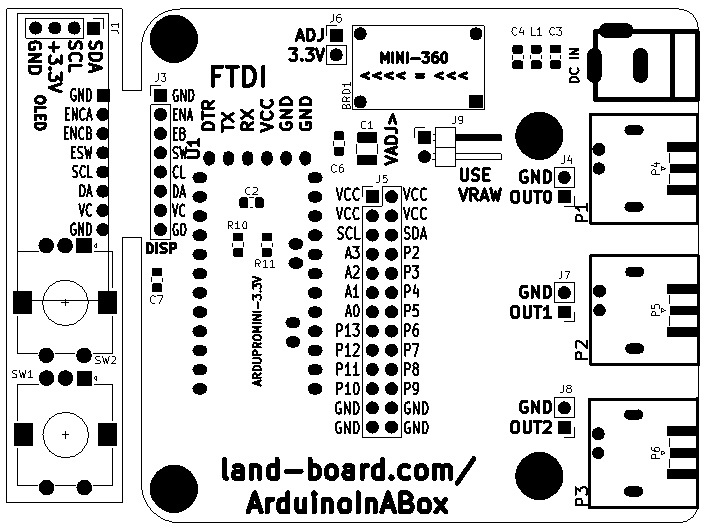 J1
SDA
SCL
+3.3V
GND
OLED
GND
ENCA
ENCB
ESW
SCL
DA
VC
GND
J3
GND
ENA
EB
SW
CL
DA
VC
GD
DISP
C7
SW2
SW1
FTDI
DTR
TX
RX
VCC
GND
GND
U1
C2
R10
R11
ARDUPROMINI-3.3V
J6
ADJ
3.3V
BRD1
MINI-360
<<<< = <<<
C6
C1
VADJ>
J9
USE
VRAW
J5
VCC VCC
VCC VCC
SCL SDA
A3 P2
A2 P3
A1 P4
A0 P5
P13 P6
P12 P7
P11 P8
P10 P9
GND GND
GND GND
C4 L1 C3
DC IN
J4
GND
OUT0
P1
P4
J7
GND
OUT1
P2
P5
J8
GND
OUT2
P3
P6
land-board.com/
ArduinoInABox